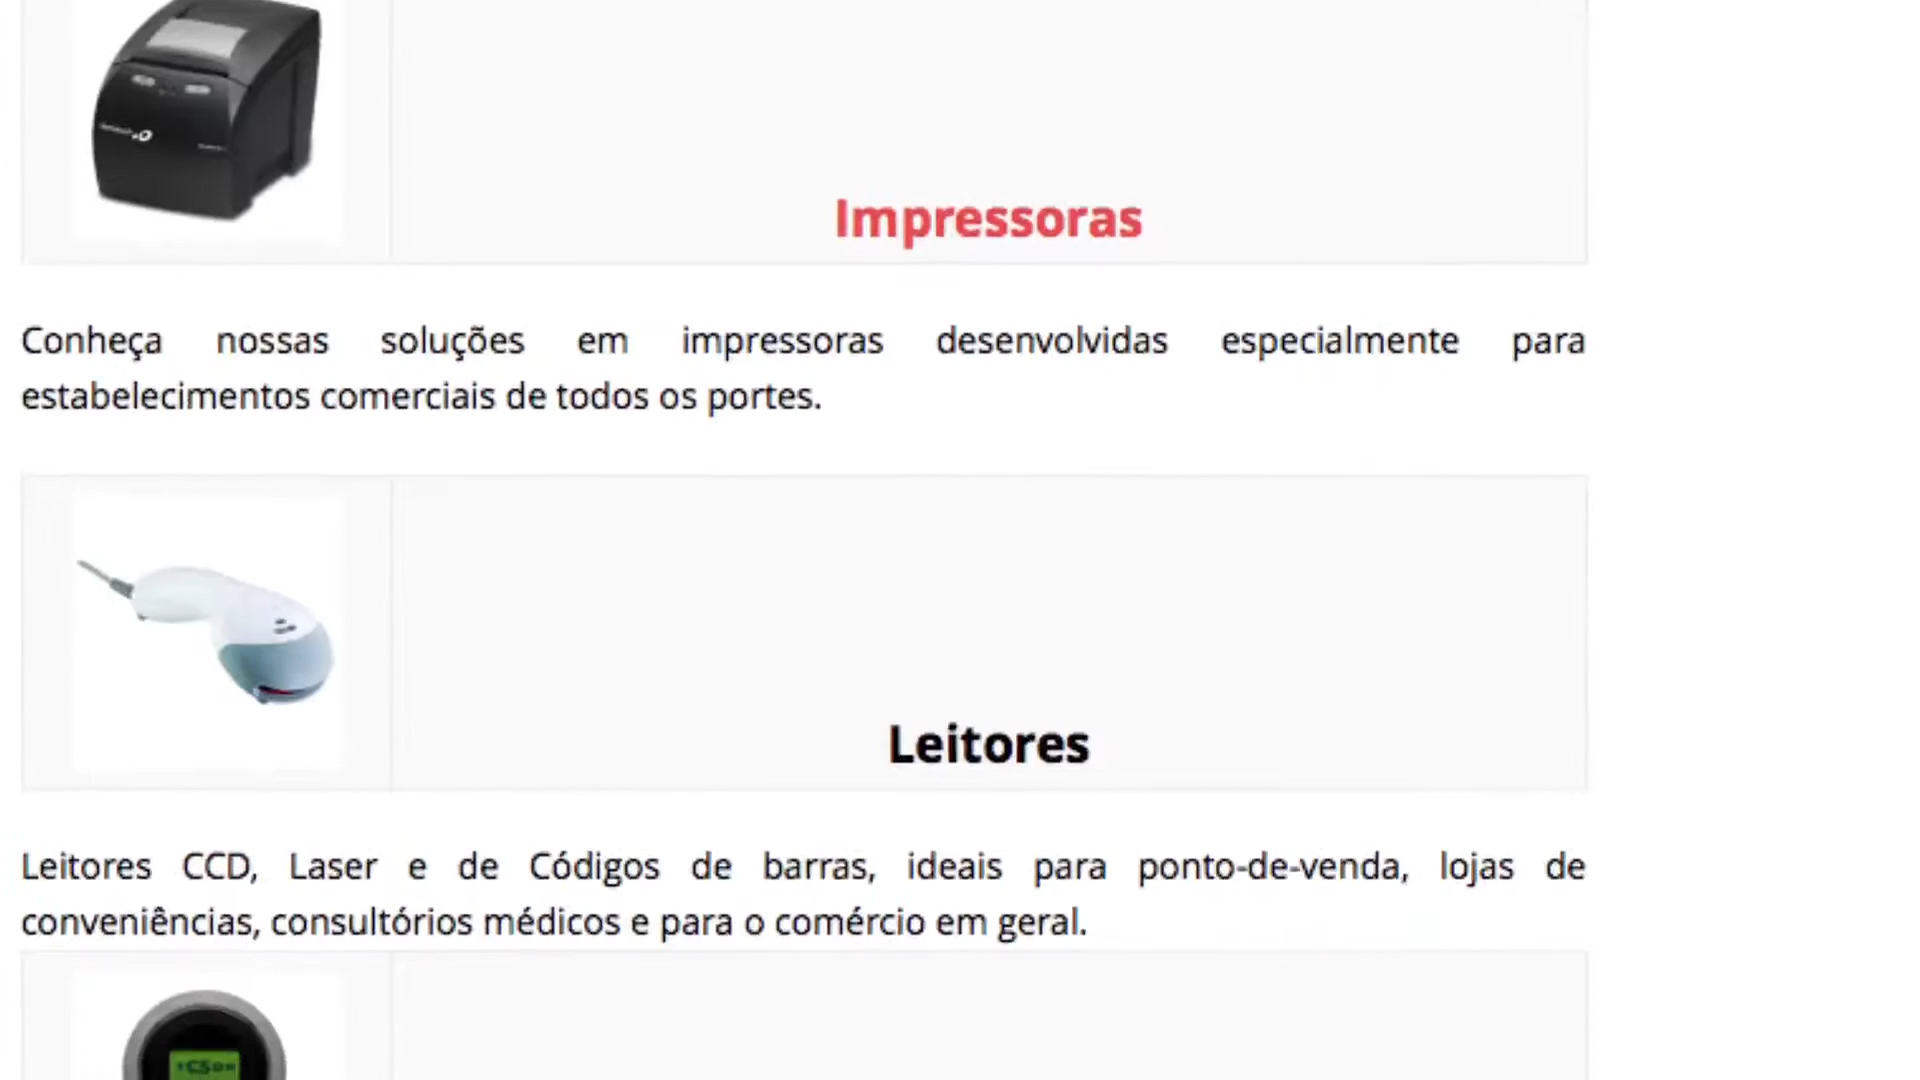 Impressoras
Conheça nossas soluções em impressoras desenvolvidas especialmente para
estabelecimentos comerciais de todos os portes.
Leitores
Leitores CCD, Laser e de Códigos de barras, ideais para ponto-de-venda, lojas de
conveniências, consultórios médicos e para o comércio em geral.